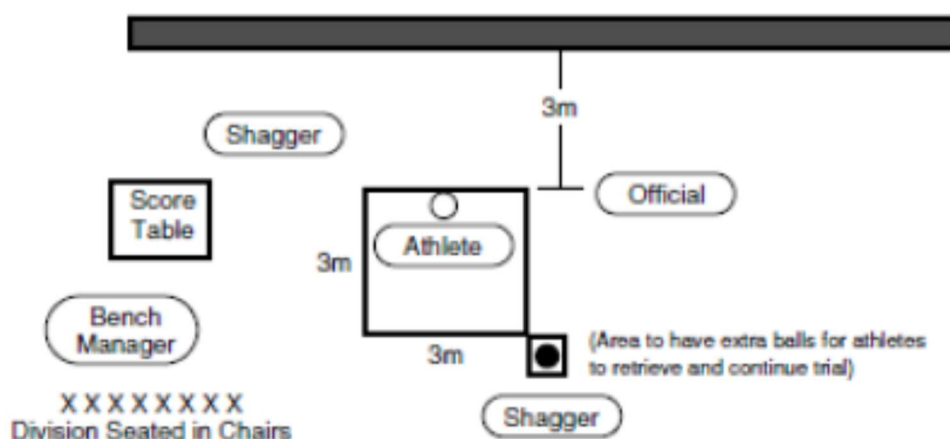 3m
Shagger
Score
Table
Official
Athlete
3m
Bench
Manager
3m
(Area to have extra balls for athletes
to retrieve and continue trial)
X X X X X X X X
Division Seated in Chairs
Shagger